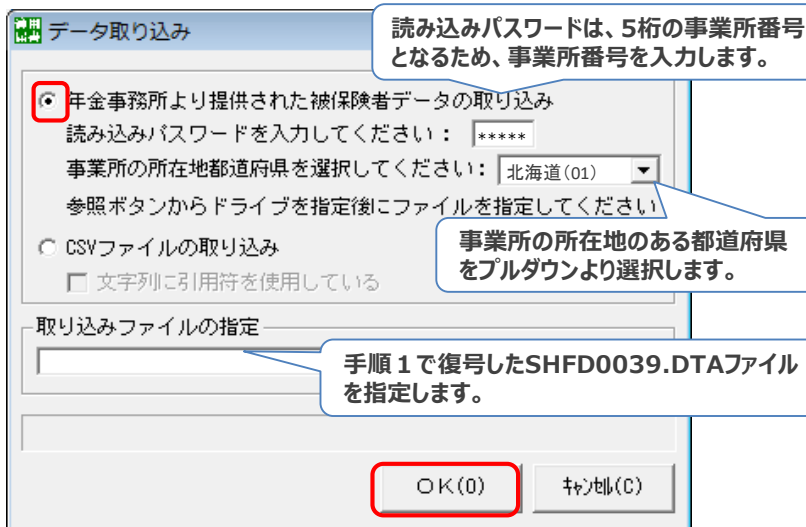 データ取り込み
読み込みパスワードは、5桁の事業所番号
となるため、事業所番号を入力します。
年金事務所より提供された被保険者データの取り込み
読み込みパスワードを入力してください： *****
事業所の所在地都道府県を選択してください： 北海道(01)
参照ボタンからドライブを指定後にファイルを指定してください
CSVファイルの取り込み
事業所の所在地のある都道府県
をプルダウンより選択します。
文字列に引用符を使用している
取り込みファイルの指定
手順１で復号したSHFD0039.DTAファイル
を指定します。
ＯＫ(O) ｷｬﾝｾﾙ(C)